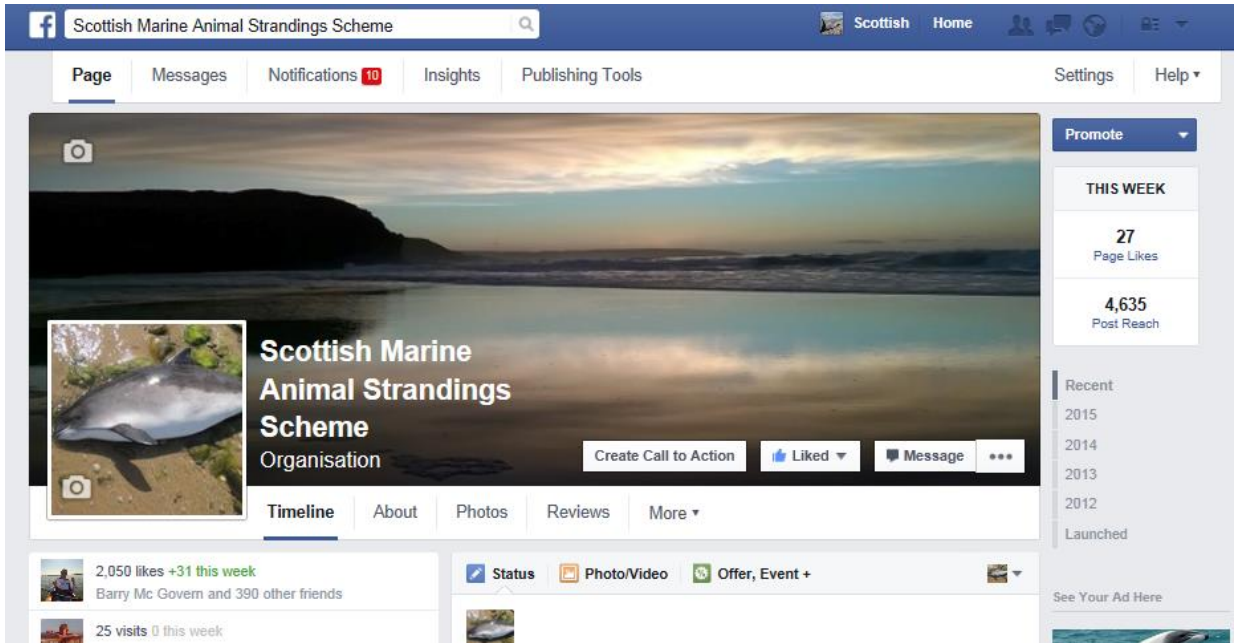 Scottish Marine Animal Strandings Scheme
Scottish Home
Page Messages Notifications 10 Insights Publishing Tools Settings Help
Promote
THIS WEEK
27
Page Likes
4,635
Post Reach
Scottish Marine
Animal Strandings
Scheme
Organisation
Create Call to Action Liked Message
Timeline About Photos Reviews More
Recent
2015
2014
2013
2012
Launched
2,050 likes +31 this week
Barry Mc Govern and 390 other friends
25 visits 0 this week
Status Photo/Video Offer, Event +
See Your Ad Here